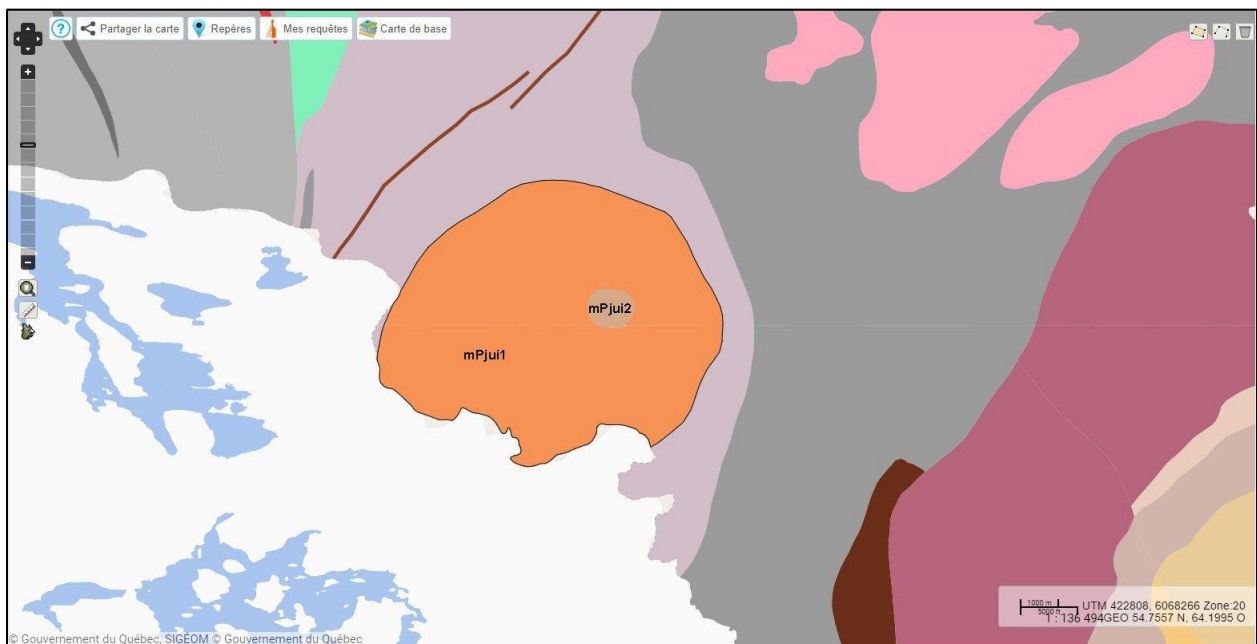 ? Partager la carte Repères Mes requêtes Carte de base
mPjui2
mPjui1
1000 m
5000 ft
UTM 422808, 6068266 Zone:20
1 : 136 494GEO 54.7557 N, 64.1995 O
© Gouvernement du Québec, SIGÉOM © Gouvernement du Québec